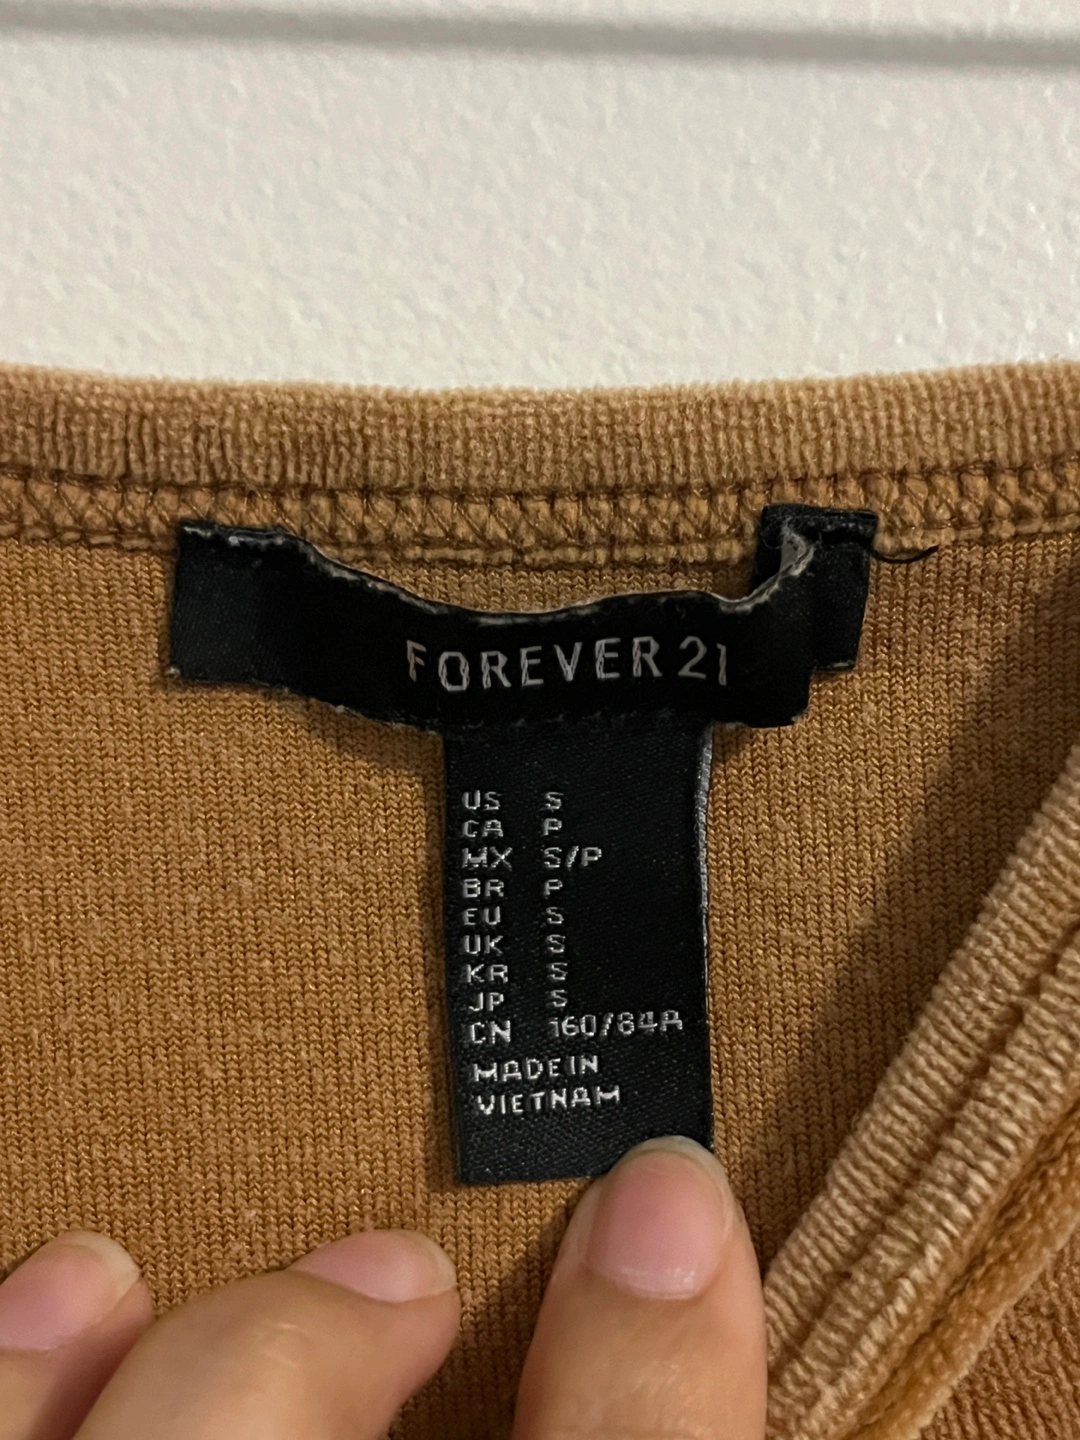 FOREVER 21
US S
CA P
MX S/P
BR P
EU S
UK S
KR S
JP S
CN 160/84A
MADE IN
VIETNAM